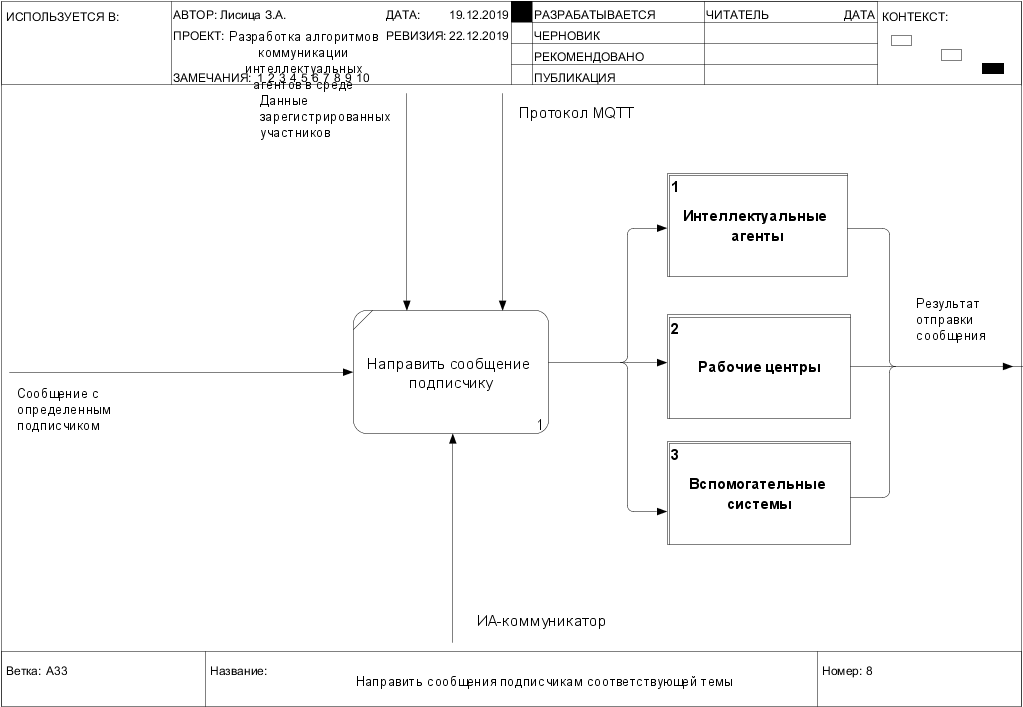 ИСПОЛЬЗУЕТСЯ В:
АВТОР: Лисица З.А.
ДАТА: 19.12.2019
ПРОЕКТ: Разработка алгоритмов
коммуникации
интеллектуальных
агентов в среде
РЕВИЗИЯ: 22.12.2019
ЗАМЕЧАНИЯ: 1 2 3 4 5 6 7 8 9 10
РАЗРАБАТЫВАЕТСЯ
ЧЕРНОВИК
РЕКОМЕНДОВАНО
ПУБЛИКАЦИЯ
ЧИТАТЕЛЬ
ДАТА
КОНТЕКСТ:
Данные
зарегистрированных
участников
Протокол MQTT
1
Интеллектуальные
агенты
Результат
отправки
сообщения
2
Рабочие центры
Направить сообщение
подписчику
1
Сообщение с
определенным
подписчиком
3
Вспомогательные
системы
ИА-коммуникатор
Ветка: A33
Название:
Направить сообщения подписчикам соответствующей темы
Номер: 8